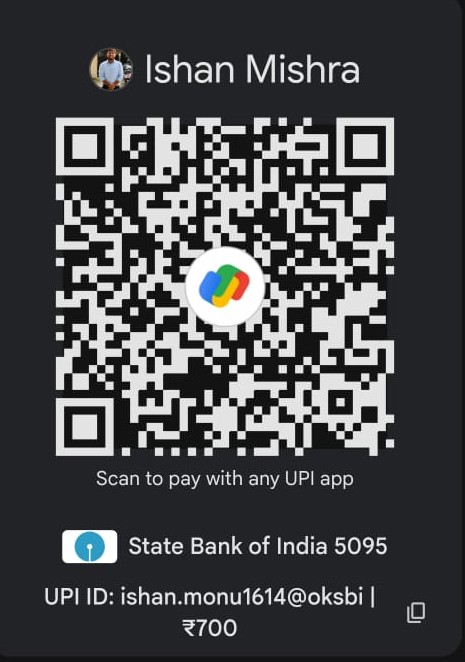 Ishan Mishra
Scan to pay with any UPI app
State Bank of India 5095
UPI ID: ishan.monu1614@oksbi |
₹700